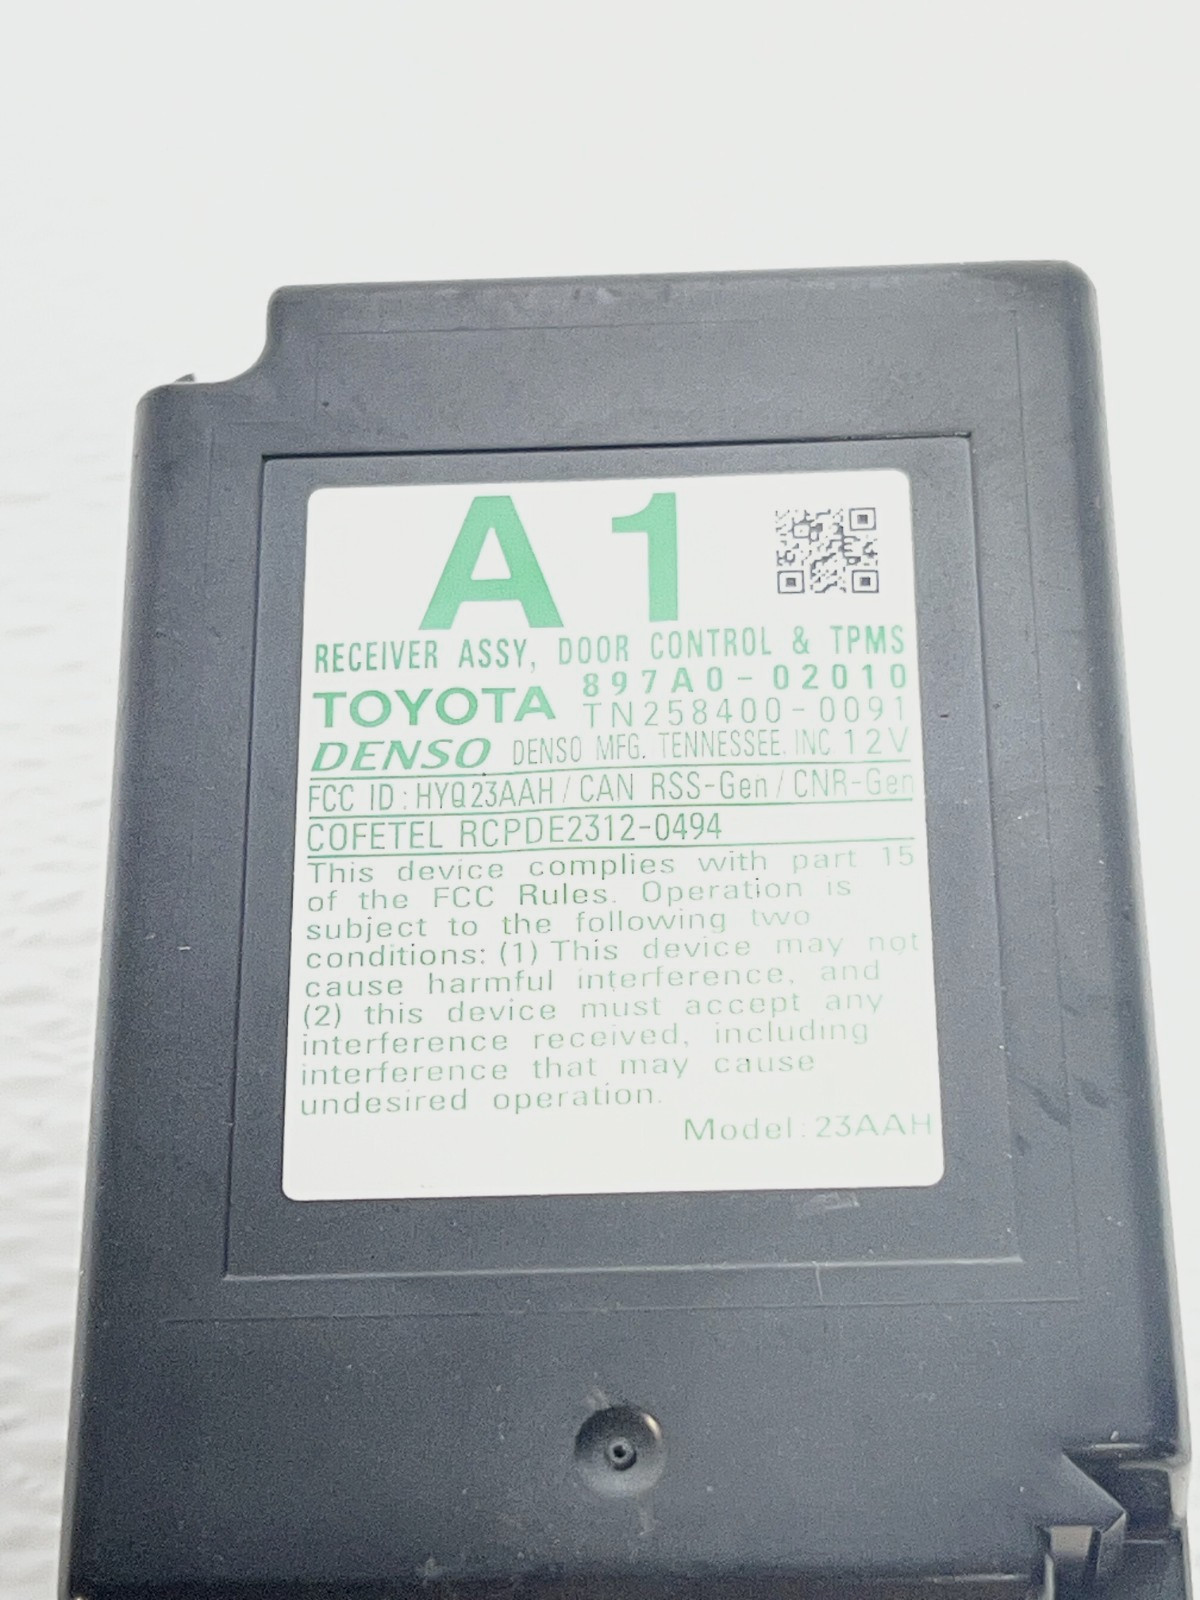 A1
RECEIVER ASSY, DOOR CONTROL & TPMS
TOYOTA 897A0-02010
TN258400-0091
DENSO DENSO MFG. TENNESSEE. INC 12V
FCC ID: HYQ23AAH/CAN RSS-Gen/CNR-Gen
COFETEL RCPDE2312-0494
This device complies with part 15
of the FCC Rules. Operation is
subject to the following two
conditions: (1) This device may not
cause harmful interference, and
(2) this device must accept any
interference received, including
interference that may cause
undesired operation.
Model:23AAH